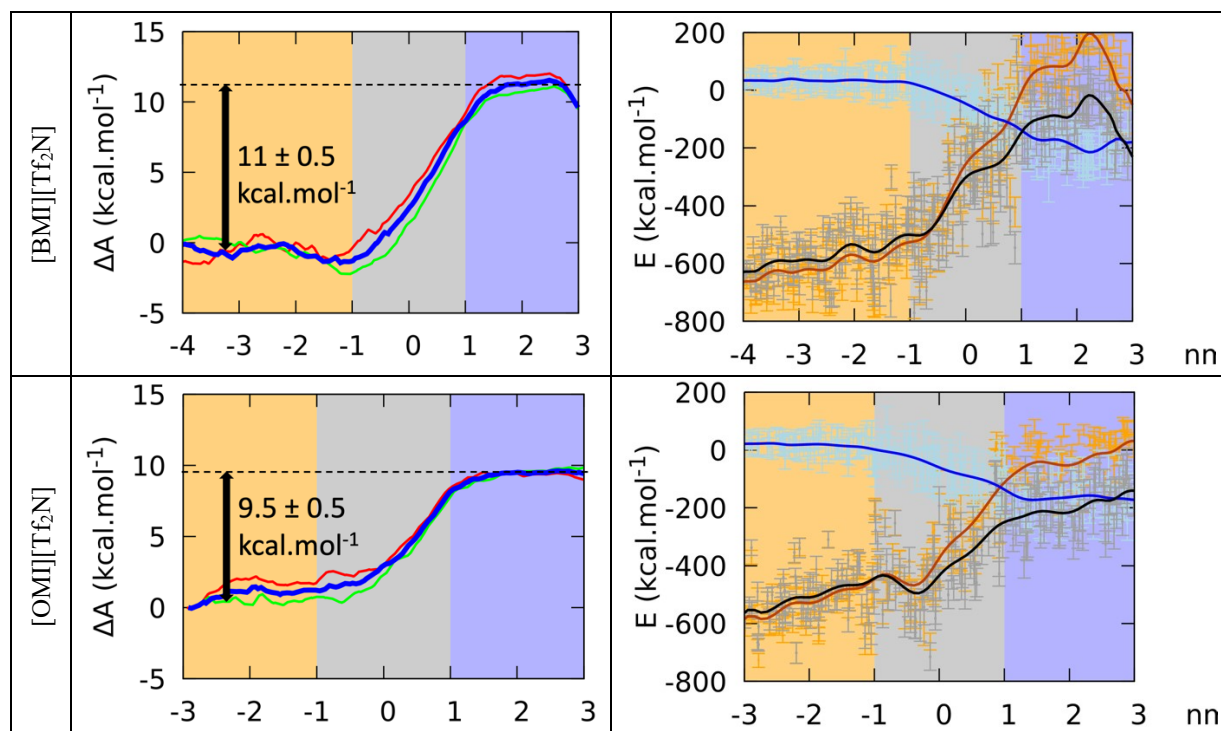 [BMI][Tf₂N]
ΔA (kcal.mol⁻¹)
15
10
5
0
-5
11 ± 0.5
kcal.mol⁻¹
-4 -3 -2 -1 0 1 2 3
E (kcal.mol⁻¹)
200
0
-200
-400
-600
-800
-4 -3 -2 -1 0 1 2 3 nm
[OMI][Tf₂N]
ΔA (kcal.mol⁻¹)
15
10
5
0
-5
9.5 ± 0.5
kcal.mol⁻¹
-3 -2 -1 0 1 2 3
E (kcal.mol⁻¹)
200
0
-200
-400
-600
-800
-3 -2 -1 0 1 2 3 nm